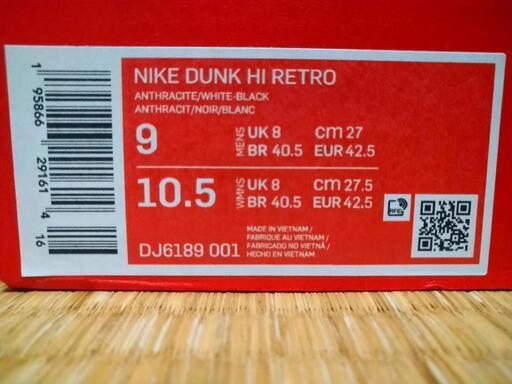 NIKE DUNK HI RETRO
ANTHRACITE/WHITE-BLACK
ANTHRACIT/NOIR/BLANC
9 MENS UK 8 cm 27
BR 40.5 EUR 42.5
10.5 WMNS UK 8 cm 27.5
BR 40.5 EUR 42.5
DJ6189 001
MADE IN VIETNAM /
FABRIQUE AU VIETNAM /
FABRICADO NO VIETNÃ /
HECHO EN VIETNAM
RFID
1 95866 29161 4 16